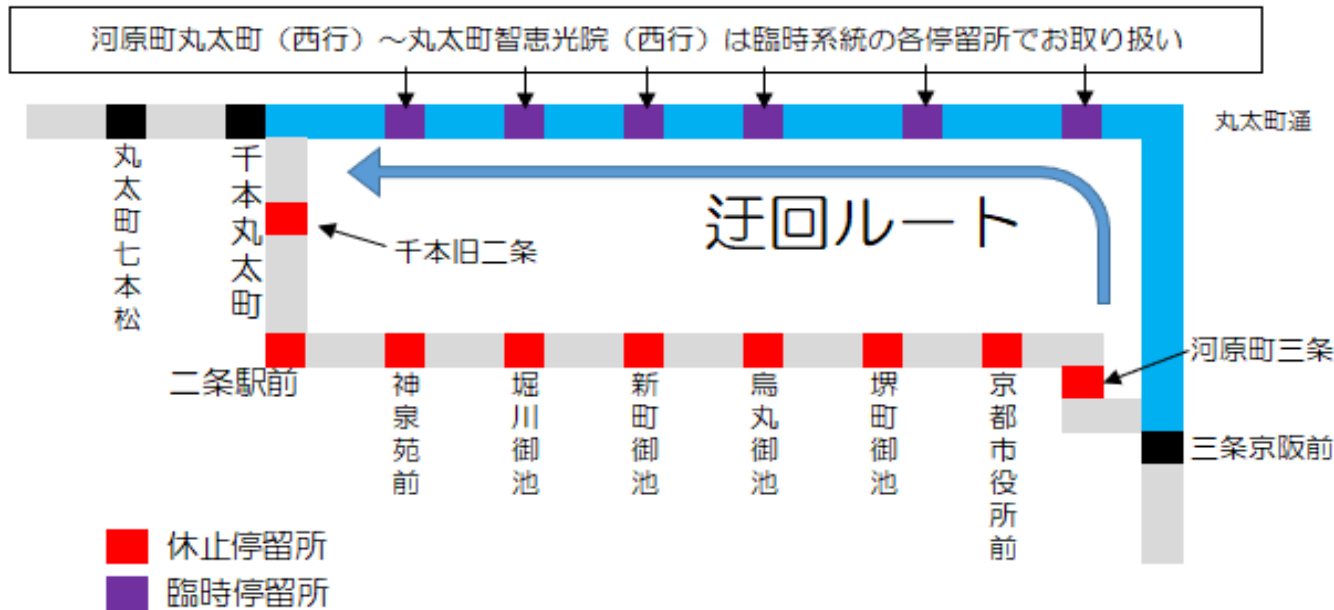 河原町丸太町（西行）～丸太町智恵光院（西行）は臨時系統の各停留所でお取り扱い
丸太町通
丸太町七本松
千本丸太町
迂回ルート
千本旧二条
河原町三条
二条駅前
神泉苑前
堀川御池
新町御池
烏丸御池
堺町御池
京都市役所前
三条京阪前
休止停留所
臨時停留所